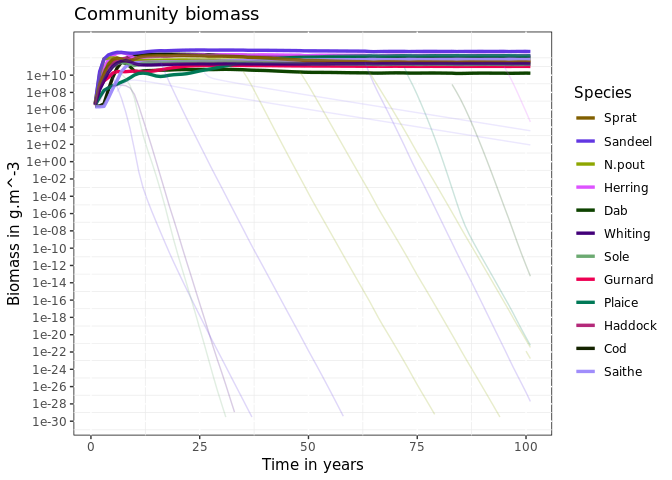 Community biomass
Biomass in g.m^-3
1e+10
1e+08
1e+06
1e+04
1e+02
1e+00
1e-02
1e-04
1e-06
1e-08
1e-10
1e-12
1e-14
1e-16
1e-18
1e-20
1e-22
1e-24
1e-26
1e-28
1e-30
0 25 50 75 100
Time in years
Species
Sprat
Sandeel
N.pout
Herring
Dab
Whiting
Sole
Gurnard
Plaice
Haddock
Cod
Saithe